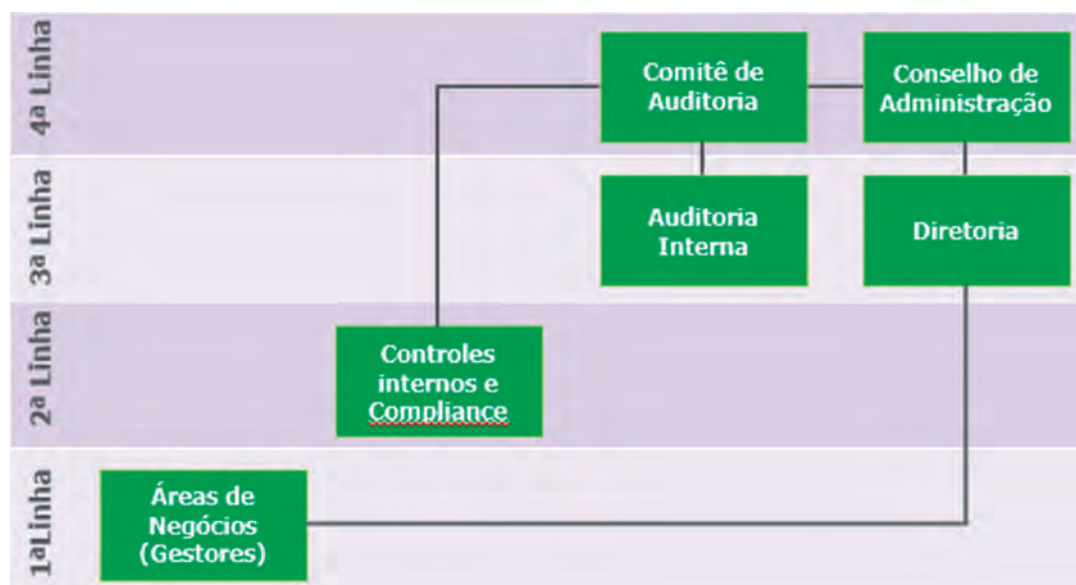 4ª Linha
Comitê de
Auditoria
Conselho de
Administração
3ª Linha
Auditoria
Interna
Diretoria
2ª Linha
Controles
internos e
Compliance
1ªLinha
Áreas de
Negócios
(Gestores)